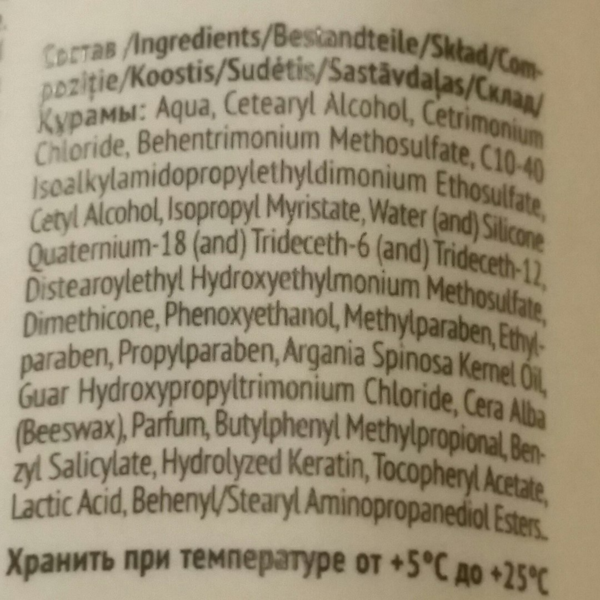 Состав /Ingredients/Bestandteile/Skład/Com-
poziție/Koostis/Sudėtis/Sastāvdaļas/Склад/
Құрамы: Aqua, Cetearyl Alcohol, Cetrimonium
Chloride, Behentrimonium Methosulfate, C10-40
Isoalkylamidopropylethyldimonium Ethosulfate,
Cetyl Alcohol, Isopropyl Myristate, Water (and) Silicone
Quaternium-18 (and) Trideceth-6 (and) Trideceth-12,
Distearoylethyl Hydroxyethylmonium Methosulfate,
Dimethicone, Phenoxyethanol, Methylparaben, Ethyl-
paraben, Propylparaben, Argania Spinosa Kernel Oil,
Guar Hydroxypropyltrimonium Chloride, Cera Alba
(Beeswax), Parfum, Butylphenyl Methylpropional, Ben-
zyl Salicylate, Hydrolyzed Keratin, Tocopheryl Acetate,
Lactic Acid, Behenyl/Stearyl Aminopropanediol Esters..
Хранить при температуре от +5°C до +25°C